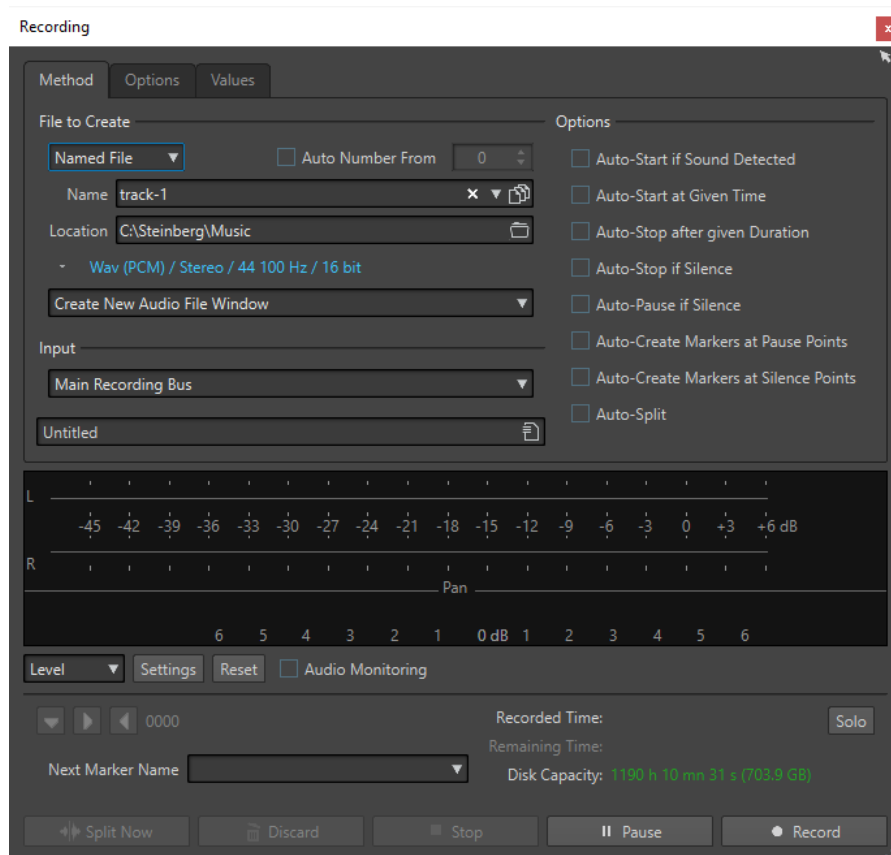 Recording
Method Options Values
File to Create
Options
Named File
Auto Number From 0
Auto-Start if Sound Detected
Name track-1
Auto-Start at Given Time
Location C:\Steinberg\Music
Auto-Stop after given Duration
Wav (PCM) / Stereo / 44 100 Hz / 16 bit
Auto-Stop if Silence
Create New Audio File Window
Auto-Pause if Silence
Input
Auto-Create Markers at Pause Points
Main Recording Bus
Auto-Create Markers at Silence Points
Auto-Split
Untitled
L
-45 -42 -39 -36 -33 -30 -27 -24 -21 -18 -15 -12 -9 -6 -3 0 +3 +6 dB
R
Pan
6 5 4 3 2 1 0 dB 1 2 3 4 5 6
Level Settings Reset Audio Monitoring
0000
Recorded Time:
Solo
Remaining Time:
Next Marker Name
Disk Capacity: 1190 h 10 mn 31 s (703.9 GB)
Split Now Discard Stop Pause Record